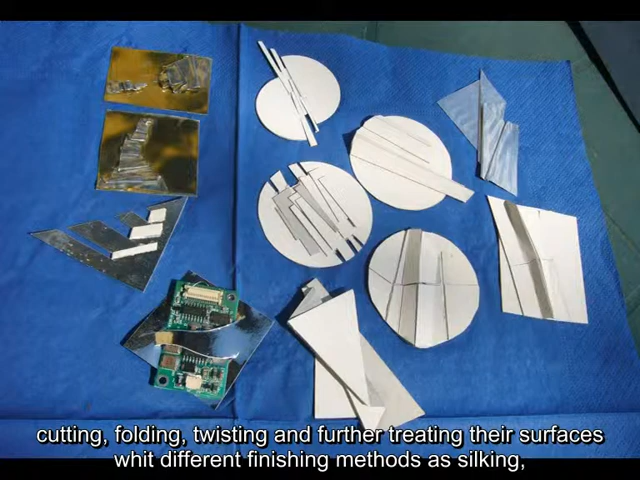 cutting, folding, twisting and further treating their surfaces
whit different finishing methods as silking,